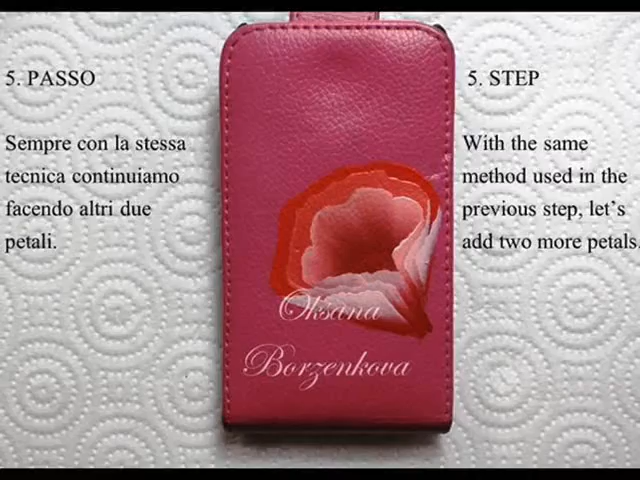 5. PASSO
Sempre con la stessa
tecnica continuiamo
facendo altri due
petali.
5. STEP
With the same
method used in the
previous step, let’s
add two more petals.
Oksana
Borzenkova